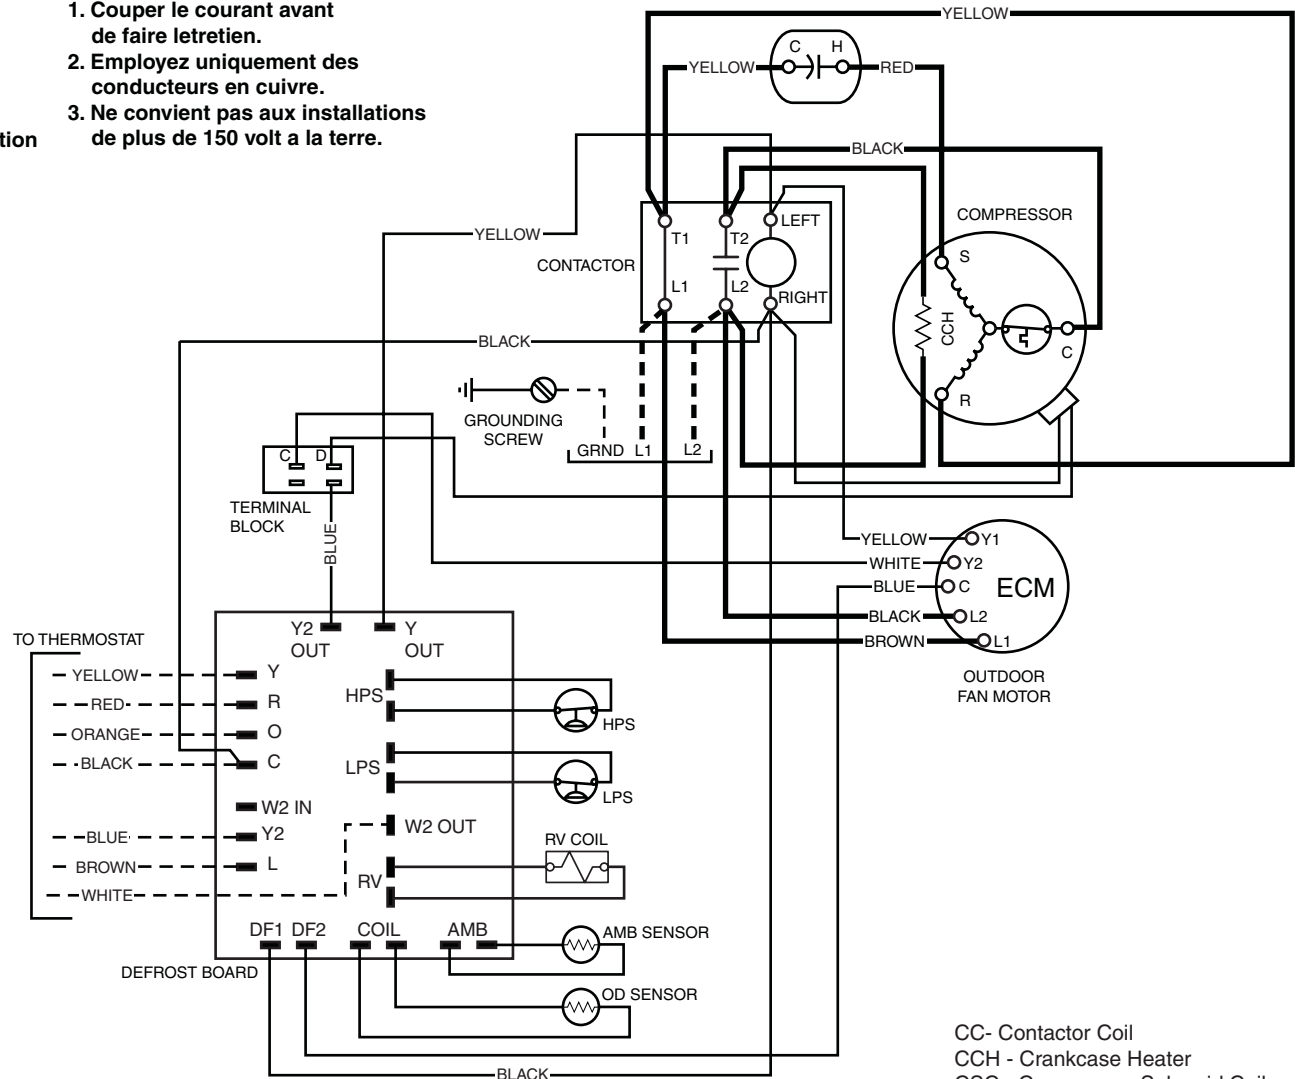 1. Couper le courant avant
de faire letretien.
2. Employez uniquement des
conducteurs en cuivre.
3. Ne convient pas aux installations
de plus de 150 volt a la terre.
tion
YELLOW
C H
YELLOW
RED
BLACK
COMPRESSOR
YELLOW
LEFT
T1 T2
CONTACTOR
L1 L2
RIGHT
S
CCH
C
R
BLACK
GROUNDING
SCREW
GRND L1 L2
C D
TERMINAL
BLOCK
BLUE
YELLOW Y1
WHITE Y2
BLUE C
ECM
BLACK L2
BROWN L1
OUTDOOR
FAN MOTOR
TO THERMOSTAT
Y2
OUT
Y
OUT
YELLOW Y
RED R
ORANGE O
BLACK C
W2 IN
BLUE Y2
BROWN L
WHITE
HPS
HPS
LPS
LPS
W2 OUT
RV COIL
RV
DF1 DF2 COIL AMB
AMB SENSOR
DEFROST BOARD
OD SENSOR
BLACK
CC- Contactor Coil
CCH - Crankcase Heater